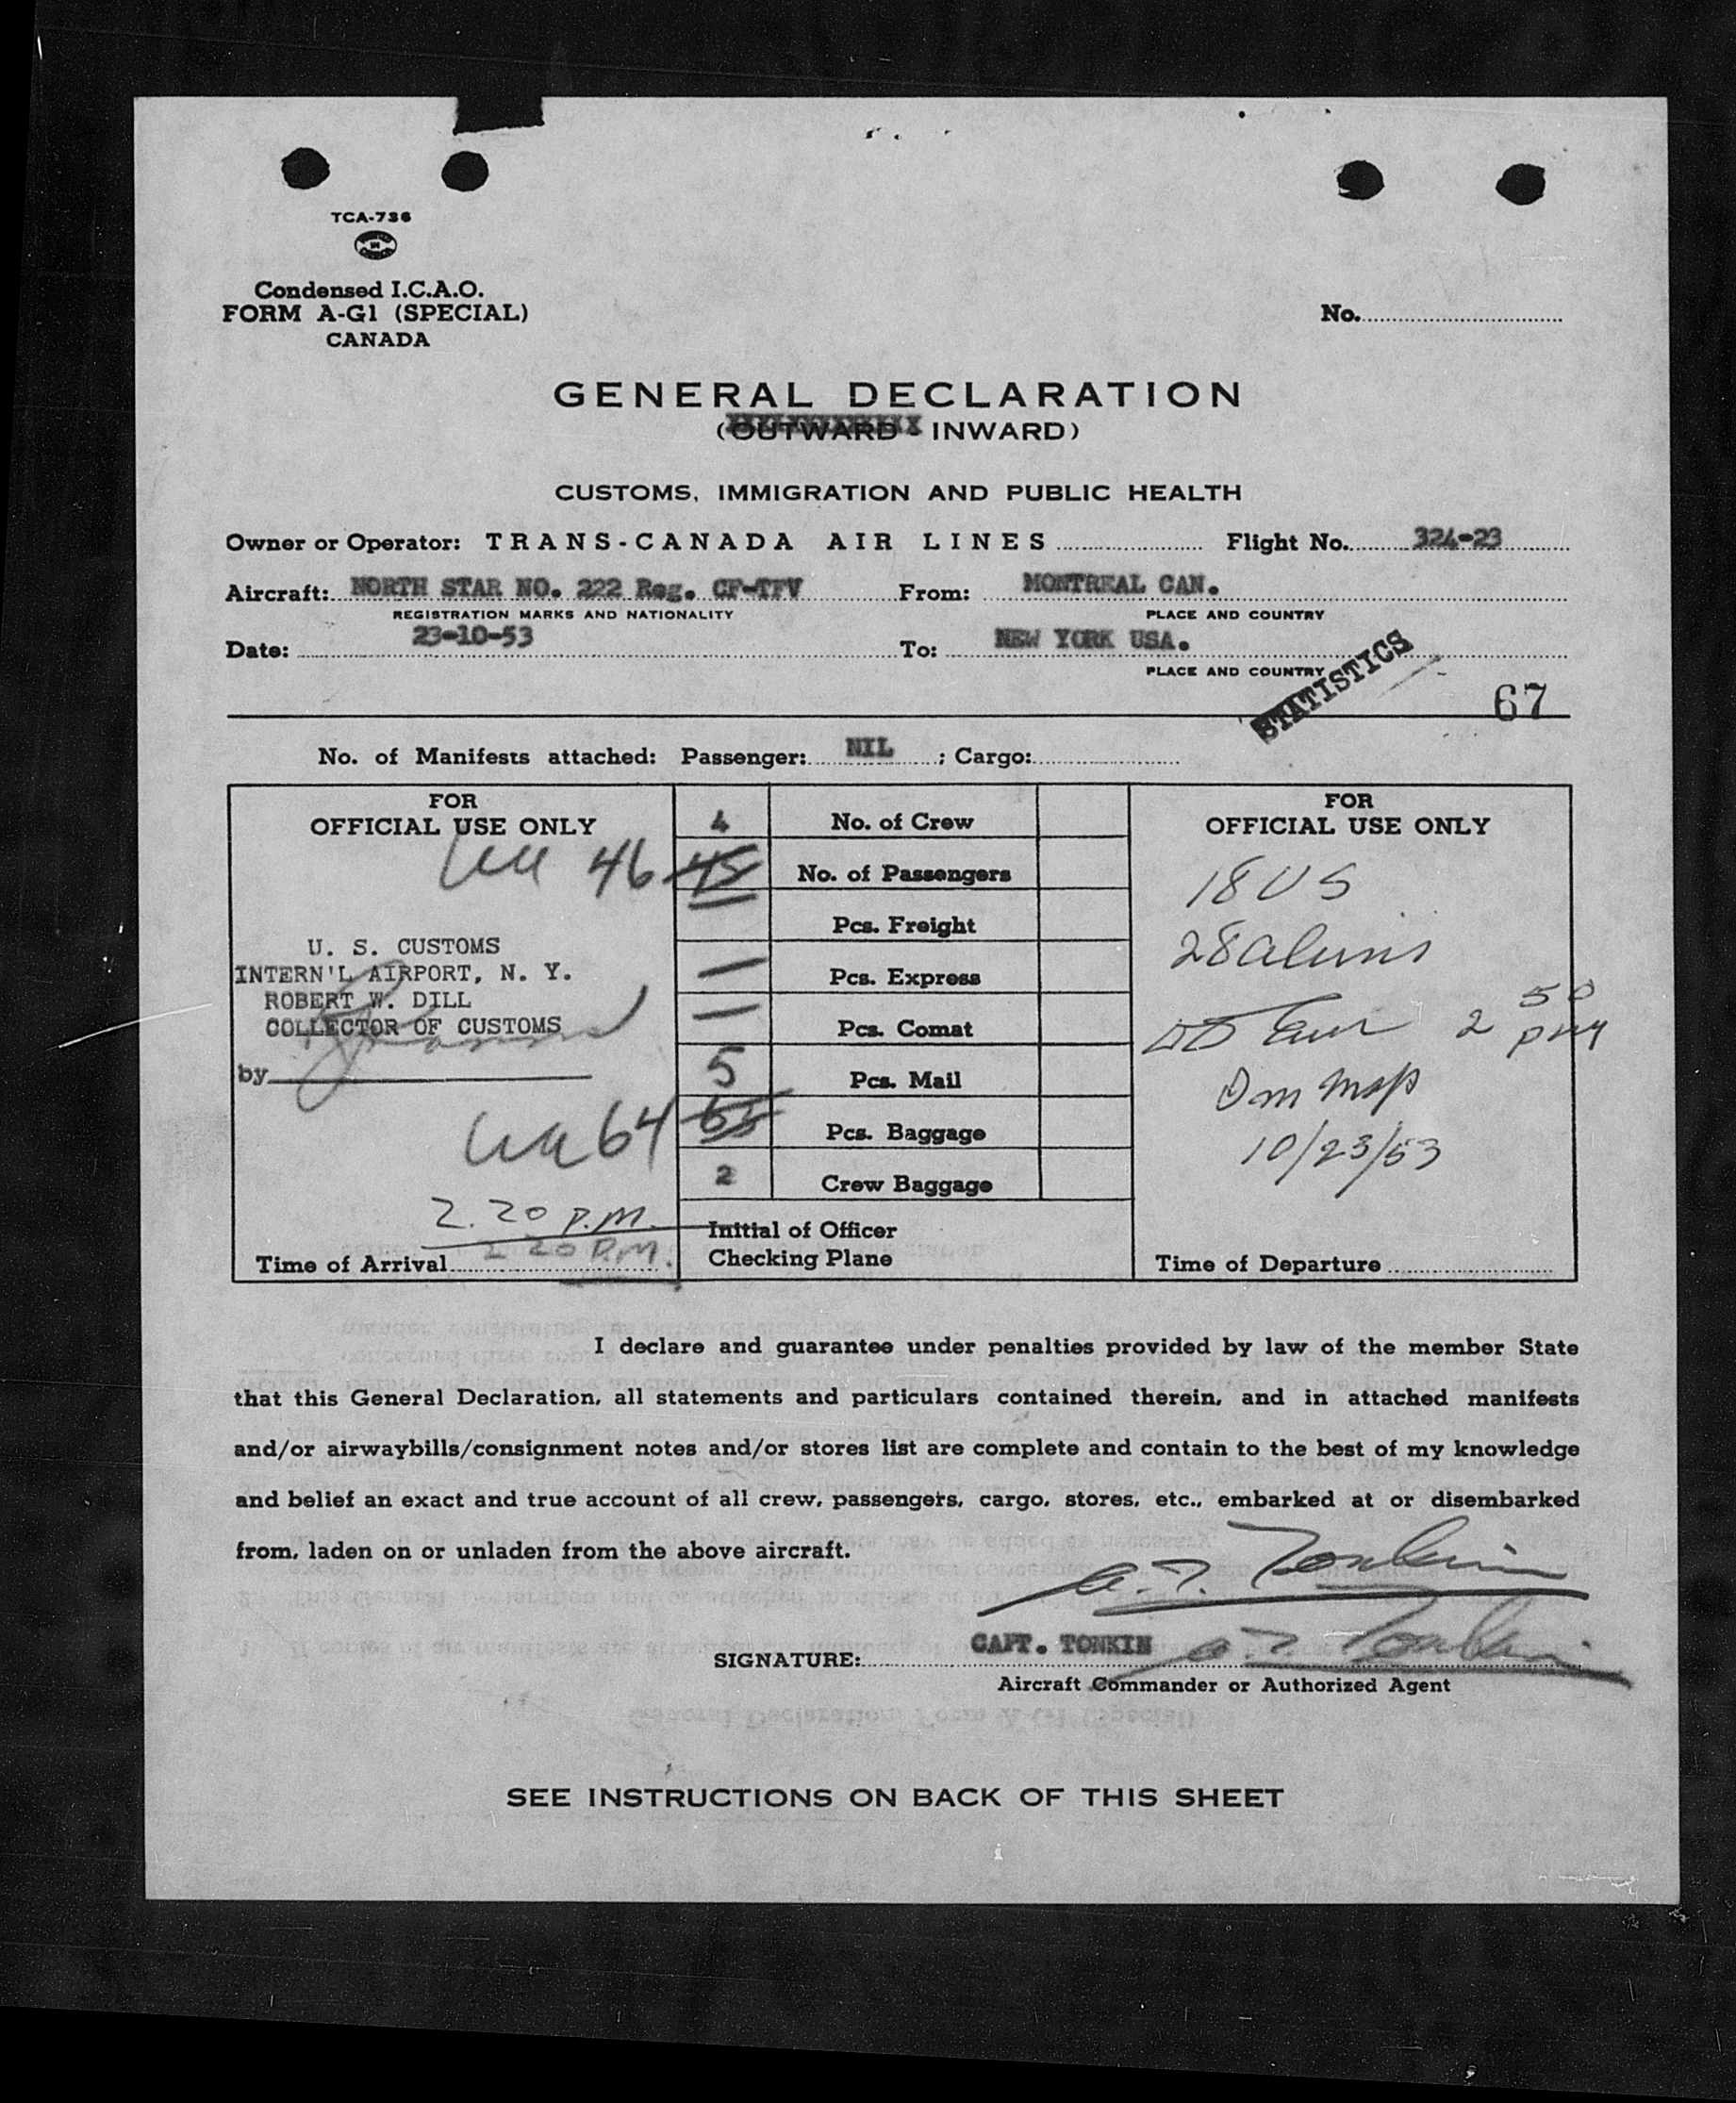 TCA-736
Condensed I.C.A.O.
FORM A-G1 (SPECIAL)
CANADA
No.
GENERAL DECLARATION
(OUTWARD - INWARD)
CUSTOMS, IMMIGRATION AND PUBLIC HEALTH
Owner or Operator: TRANS-CANADA AIR LINES Flight No. 324-23
Aircraft: NORTH STAR NO. 222 Reg. CF-TFV From: MONTREAL CAN.
REGISTRATION MARKS AND NATIONALITY PLACE AND COUNTRY
Date: 23-10-53 To: NEW YORK USA.
PLACE AND COUNTRY
STATISTICS
67
No. of Manifests attached: Passenger: NIL ; Cargo:
FOR
OFFICIAL USE ONLY
46
U. S. CUSTOMS
INTERN'L AIRPORT, N. Y.
ROBERT W. DILL
COLLECTOR OF CUSTOMS
by
64
2.20 P.M.
Time of Arrival 2 20 P.M.
4 No. of Crew
45 No. of Passengers
Pcs. Freight
— Pcs. Express
— Pcs. Comat
5 Pcs. Mail
65 Pcs. Baggage
2 Crew Baggage
Initial of Officer
Checking Plane
FOR
OFFICIAL USE ONLY
18 US
28 aliens
2 50
pm
10/23/53
Time of Departure
I declare and guarantee under penalties provided by law of the member State
that this General Declaration, all statements and particulars contained therein, and in attached manifests
and/or airwaybills/consignment notes and/or stores list are complete and contain to the best of my knowledge
and belief an exact and true account of all crew, passengers, cargo, stores, etc., embarked at or disembarked
from, laden on or unladen from the above aircraft.
a.T. Tonkin
SIGNATURE: CAPT. TONKIN a.T. Tonkin
Aircraft Commander or Authorized Agent
SEE INSTRUCTIONS ON BACK OF THIS SHEET